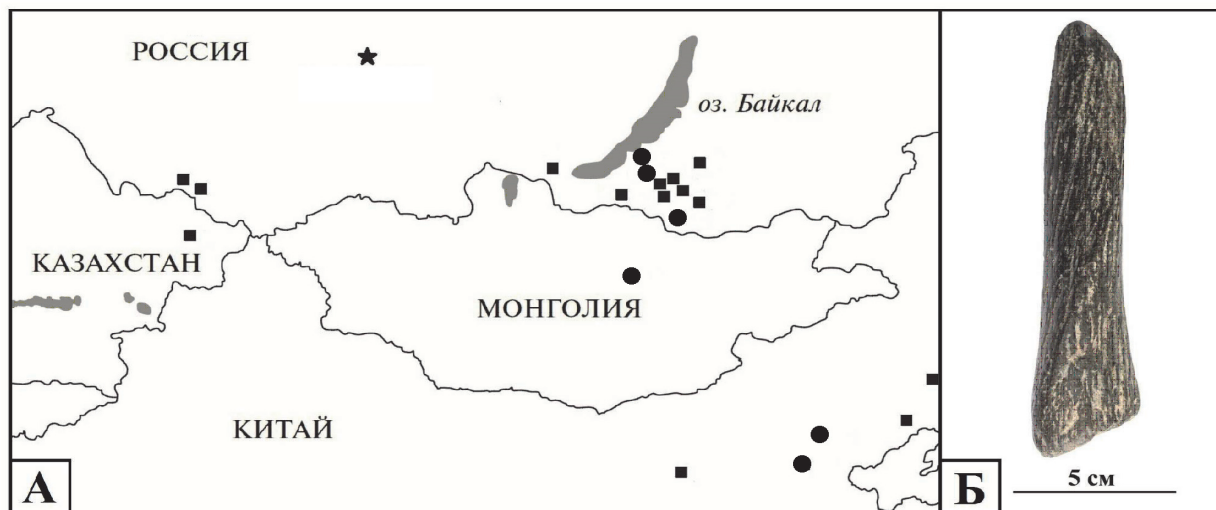 РОССИЯ
оз. Байкал
КАЗАХСТАН
МОНГОЛИЯ
КИТАЙ
А
Б
5 см